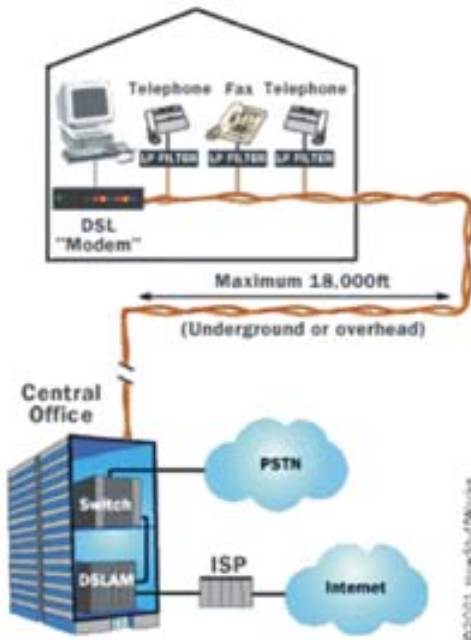 Telephone Fax Telephone
LP FILTER LP FILTER LP FILTER
DSL
"Modem"
Maximum 18,000ft
(Underground or overhead)
Central
Office
Switch
PSTN
DSLAM
ISP
Internet